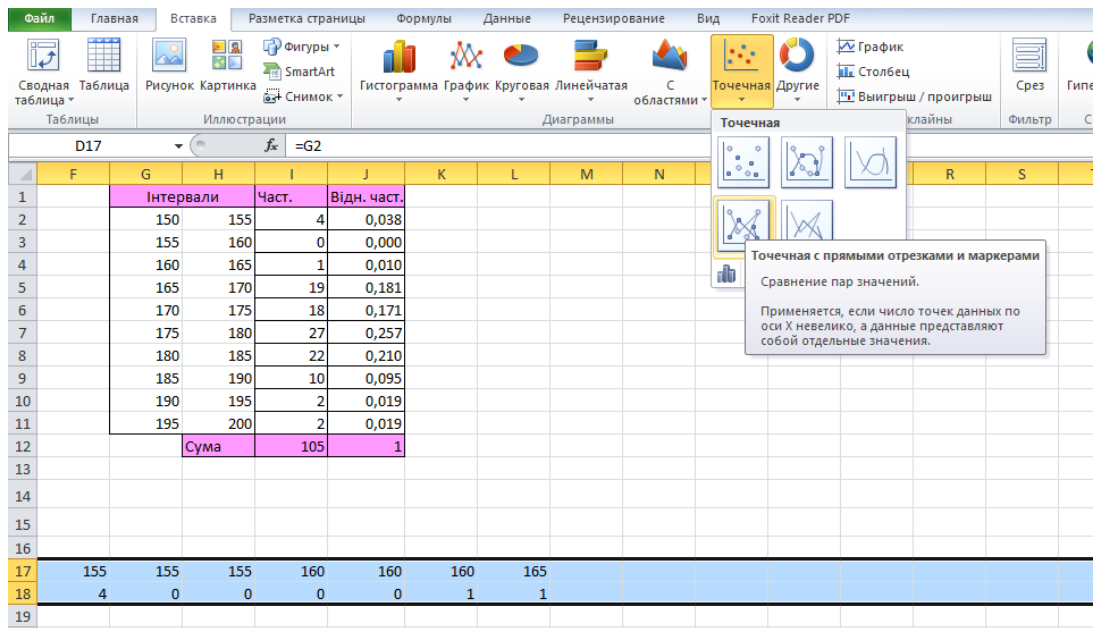 Файл Главная Вставка Разметка страницы Формулы Данные Рецензирование Вид Foxit Reader PDF
Сводная таблица Таблица Рисунок Картинка Фигуры SmartArt Снимок Гистограмма График Круговая Линейчатая С областями Точечная Другие График Столбец Выигрыш / проигрыш Срез
Таблицы Иллюстрации Диаграммы Фильтр
Точечная
D17 fx =G2
F G H I J K L M N R S
1 Інтервали Част. Відн. част.
2 150 155 4 0,038
3 155 160 0 0,000
4 160 165 1 0,010
5 165 170 19 0,181
6 170 175 18 0,171
7 175 180 27 0,257
8 180 185 22 0,210
9 185 190 10 0,095
10 190 195 2 0,019
11 195 200 2 0,019
12 Сума 105 1
13
14
15
16
17 155 155 155 160 160 160 165
18 4 0 0 0 0 1 1
19
Точечная с прямыми отрезками и маркерами
Сравнение пар значений.
Применяется, если число точек данных по
оси X невелико, а данные представляют
собой отдельные значения.